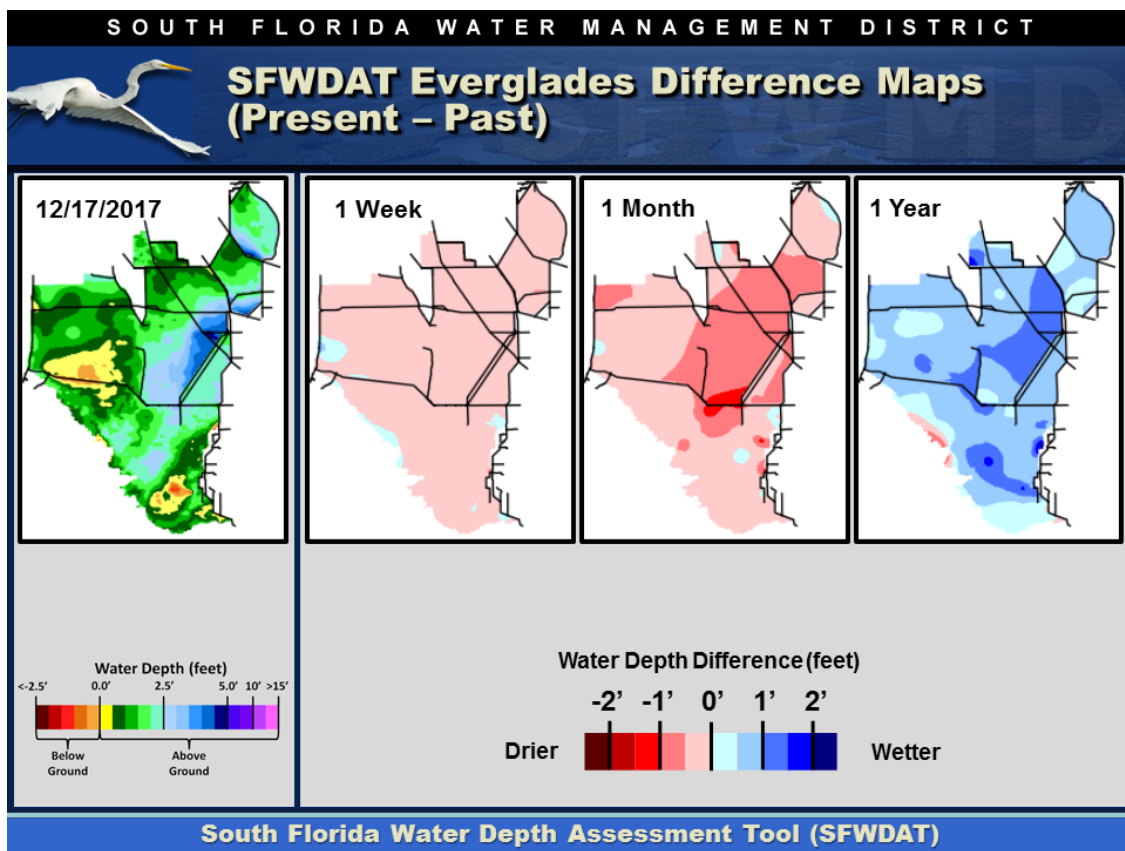 SOUTH FLORIDA WATER MANAGEMENT DISTRICT
SFWDAT Everglades Difference Maps
(Present – Past)
12/17/2017
1 Week
1 Month
1 Year
Water Depth (feet)
<-2.5’ 0.0’ 2.5’ 5.0’ 10’ >15’
Below
Ground
Above
Ground
Water Depth Difference (feet)
-2’ -1’ 0’ 1’ 2’
Drier
Wetter
South Florida Water Depth Assessment Tool (SFWDAT)